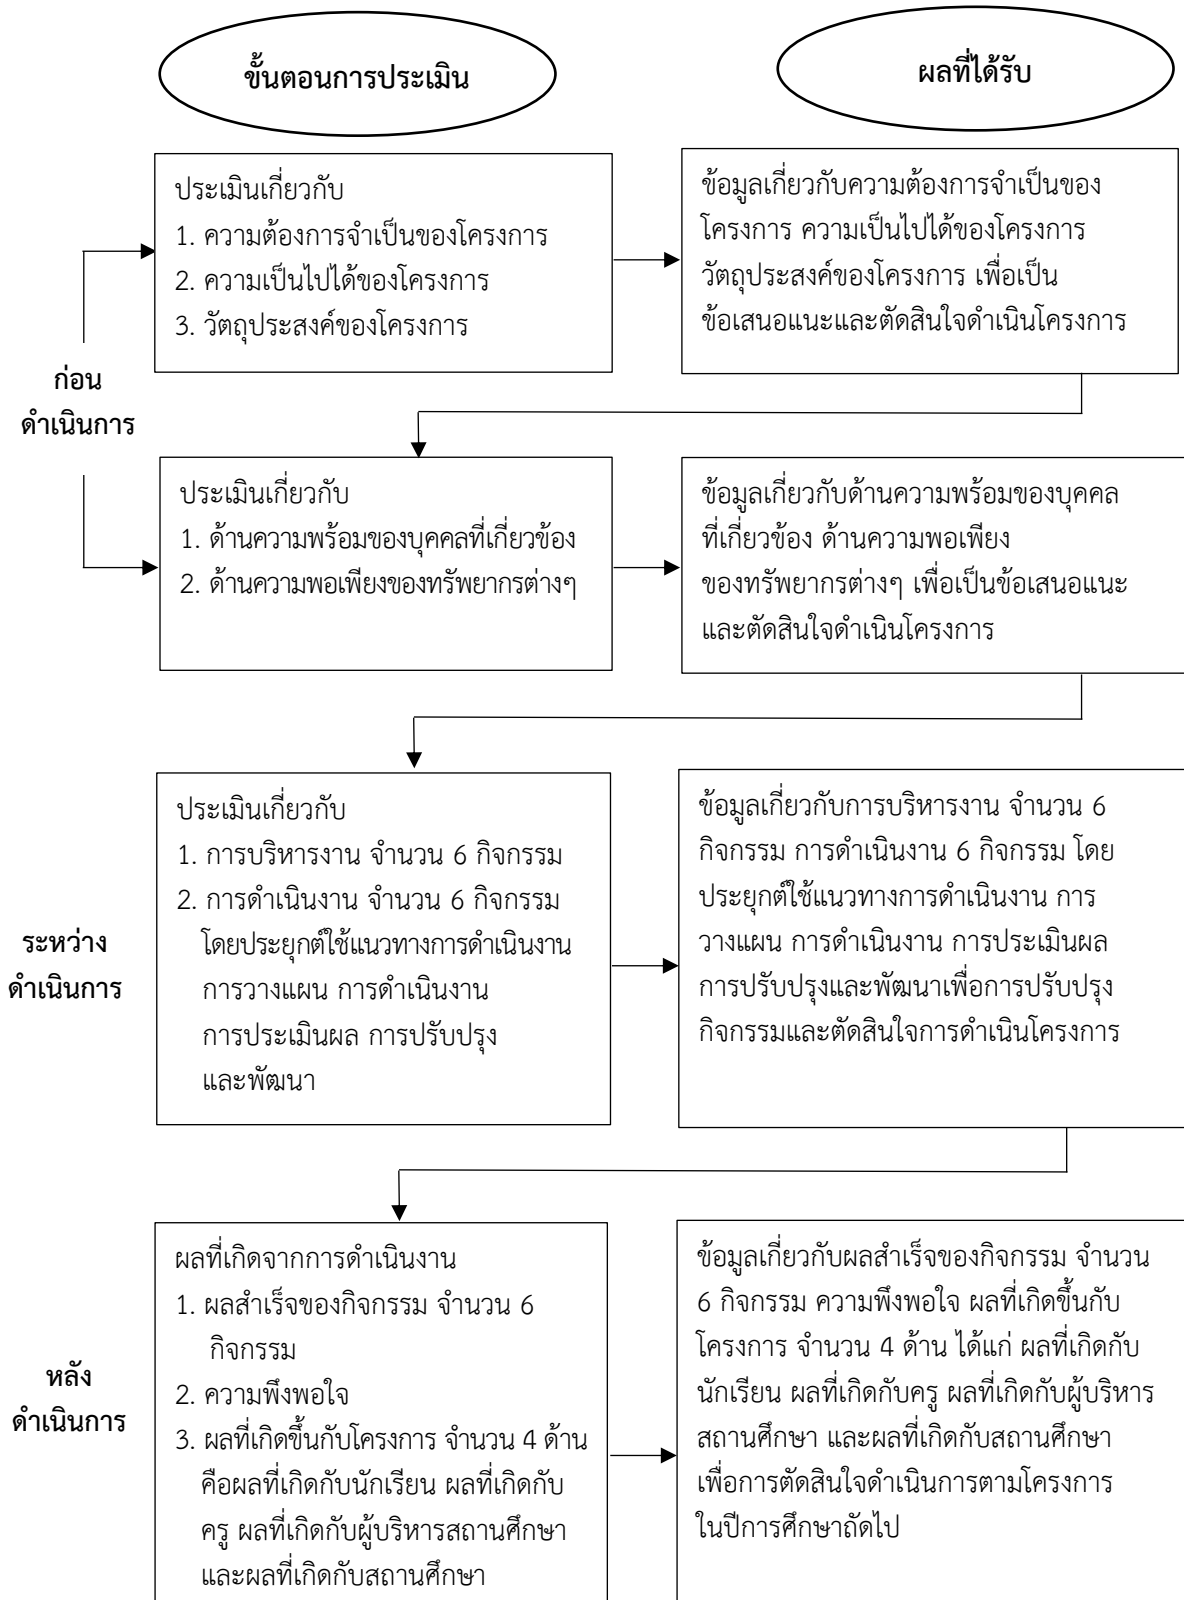 ขั้นตอนการประเมิน
ผลที่ได้รับ
ก่อน
ดำเนินการ
ประเมินเกี่ยวกับ
1. ความต้องการจำเป็นของโครงการ
2. ความเป็นไปได้ของโครงการ
3. วัตถุประสงค์ของโครงการ
ข้อมูลเกี่ยวกับความต้องการจำเป็นของ
โครงการ ความเป็นไปได้ของโครงการ
วัตถุประสงค์ของโครงการ เพื่อเป็น
ข้อเสนอแนะและตัดสินใจดำเนินโครงการ
ประเมินเกี่ยวกับ
1. ด้านความพร้อมของบุคคลที่เกี่ยวข้อง
2. ด้านความพอเพียงของทรัพยากรต่างๆ
ข้อมูลเกี่ยวกับด้านความพร้อมของบุคคล
ที่เกี่ยวข้อง ด้านความพอเพียง
ของทรัพยากรต่างๆ เพื่อเป็นข้อเสนอแนะ
และตัดสินใจดำเนินโครงการ
ระหว่าง
ดำเนินการ
ประเมินเกี่ยวกับ
1. การบริหารงาน จำนวน 6 กิจกรรม
2. การดำเนินงาน จำนวน 6 กิจกรรม
โดยประยุกต์ใช้แนวทางการดำเนินงาน
การวางแผน การดำเนินงาน
การประเมินผล การปรับปรุง
และพัฒนา
ข้อมูลเกี่ยวกับการบริหารงาน จำนวน 6
กิจกรรม การดำเนินงาน 6 กิจกรรม โดย
ประยุกต์ใช้แนวทางการดำเนินงาน การ
วางแผน การดำเนินงาน การประเมินผล
การปรับปรุงและพัฒนาเพื่อการปรับปรุง
กิจกรรมและตัดสินใจการดำเนินโครงการ
หลัง
ดำเนินการ
ผลที่เกิดจากการดำเนินงาน
1. ผลสำเร็จของกิจกรรม จำนวน 6
กิจกรรม
2. ความพึงพอใจ
3. ผลที่เกิดขึ้นกับโครงการ จำนวน 4 ด้าน
คือผลที่เกิดกับนักเรียน ผลที่เกิดกับ
ครู ผลที่เกิดกับผู้บริหารสถานศึกษา
และผลที่เกิดกับสถานศึกษา
ข้อมูลเกี่ยวกับผลสำเร็จของกิจกรรม จำนวน
6 กิจกรรม ความพึงพอใจ ผลที่เกิดขึ้นกับ
โครงการ จำนวน 4 ด้าน ได้แก่ ผลที่เกิดกับ
นักเรียน ผลที่เกิดกับครู ผลที่เกิดกับผู้บริหาร
สถานศึกษา และผลที่เกิดกับสถานศึกษา
เพื่อการตัดสินใจดำเนินการตามโครงการ
ในปีการศึกษาถัดไป